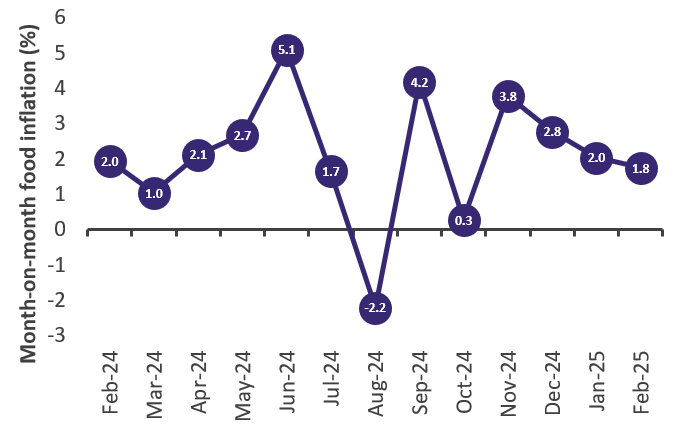 Month-on-month food inflation (%)
6
5
4
3
2
1
0
-1
-2
-3
2.0
1.0
2.1
2.7
5.1
1.7
-2.2
4.2
0.3
3.8
2.8
2.0
1.8
Feb-24
Mar-24
Apr-24
May-24
Jun-24
Jul-24
Aug-24
Sep-24
Oct-24
Nov-24
Dec-24
Jan-25
Feb-25